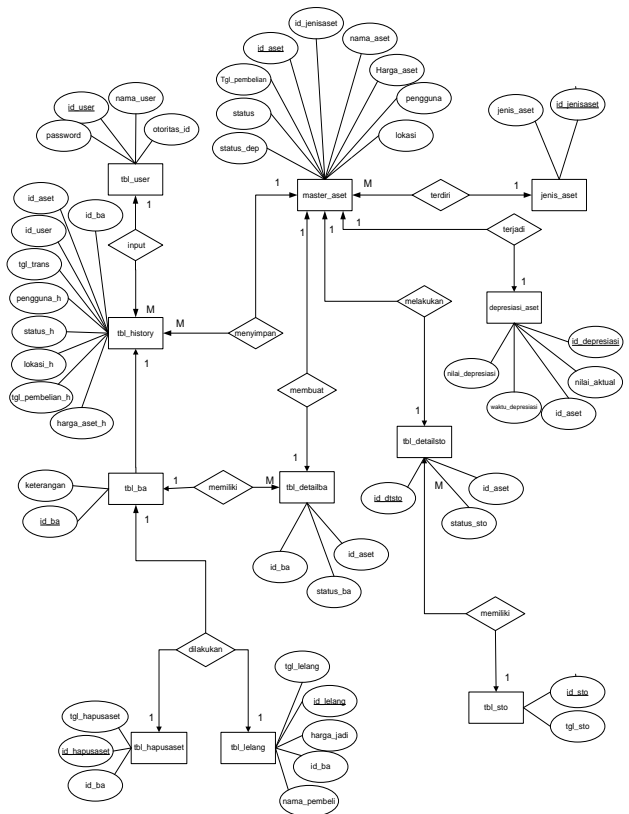 id_jenisaset
id_aset
nama_aset
Tgl_pembelian
Harga_aset
id_user
nama_user
status
pengguna
jenis_aset
id_jenisaset
password
otoritas_id
status_dep
lokasi
tbl_user
1
M
1
1
master_aset
terdiri
jenis_aset
id_aset
id_ba
1
1
1
1
1
id_user
input
terjadi
tgl_trans
pengguna_h
M
melakukan
1
depresiasi_aset
tbl_history
M
menyimpan
status_h
1
id_depresiasi
lokasi_h
nilai_depresiasi
nilai_aktual
tgl_pembelian_h
membuat
waktu_depresiasi
id_aset
harga_aset_h
1
1
tbl_detailsto
keterangan
tbl_ba
1
memiliki
M
tbl_detailba
M
id_aset
id_dtsto
id_ba
1
status_sto
id_aset
id_ba
status_ba
memiliki
dilakukan
tgl_lelang
1
id_sto
tgl_hapusaset
1
1
id_lelang
tbl_sto
tgl_sto
id_hapusaset
tbl_hapusaset
tbl_lelang
harga_jadi
id_ba
id_ba
nama_pembeli